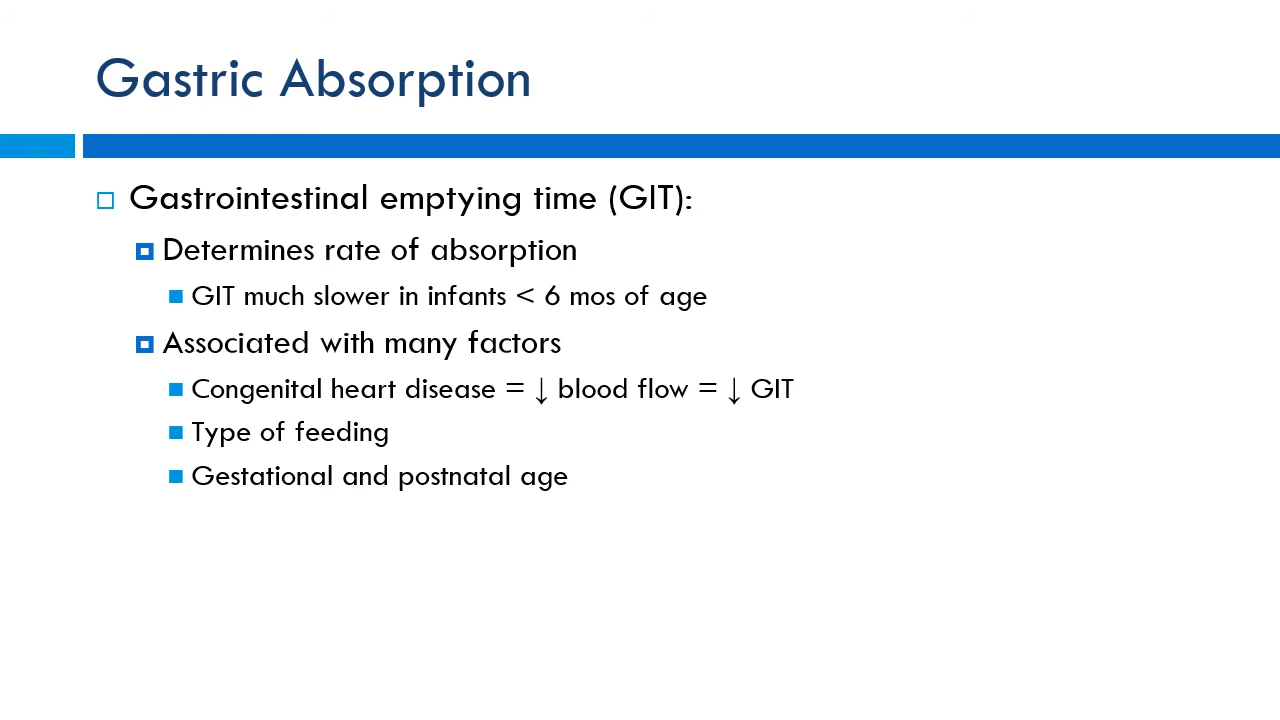 Gastric Absorption
Gastrointestinal emptying time (GIT):
Determines rate of absorption
GIT much slower in infants < 6 mos of age
Associated with many factors
Congenital heart disease = ↓ blood flow = ↓ GIT
Type of feeding
Gestational and postnatal age